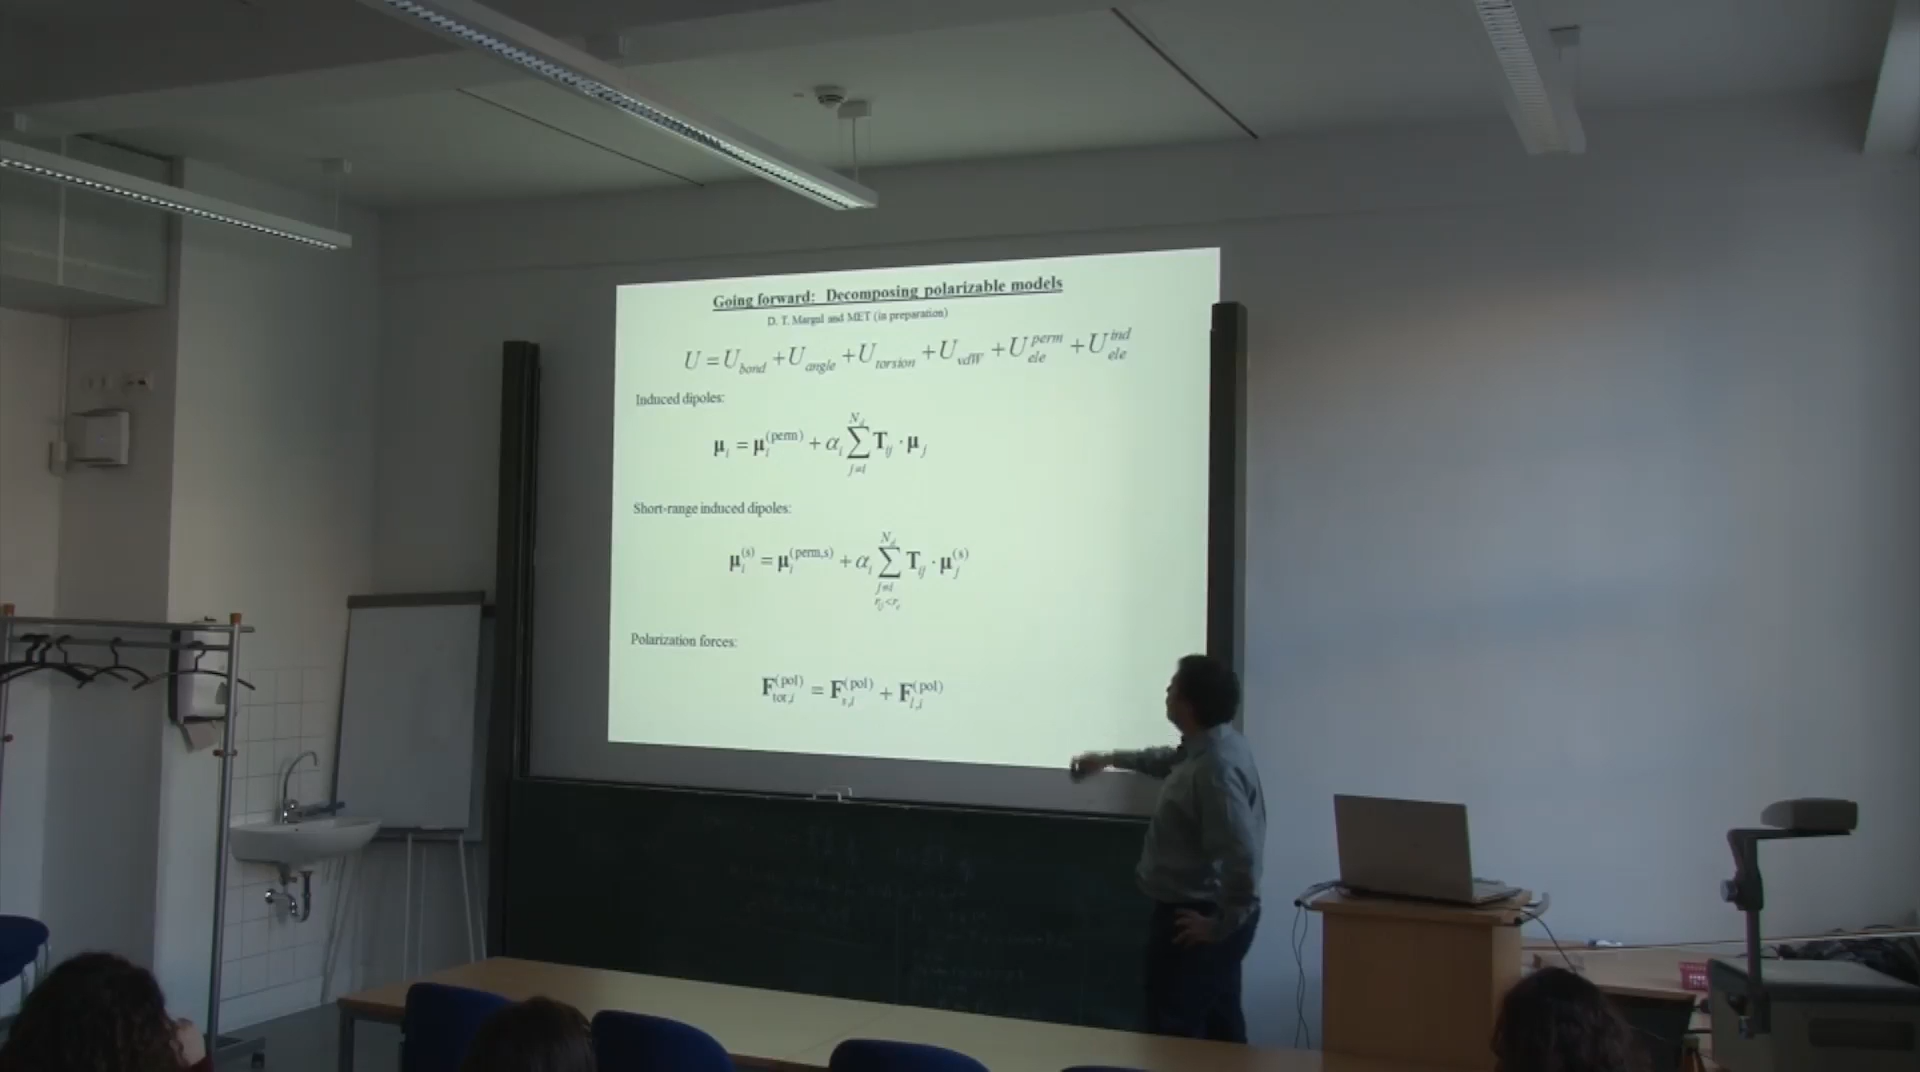 Going forward: Decomposing polarizable models
D. T. Margul and MET (in preparation)
U = U_bond + U_angle + U_torsion + U_vdW + U_ele^perm + U_ele^ind
Induced dipoles:
μ_i = μ_i^(perm) + α_i ∑_{j≠i}^{N_d} T_ij · μ_j
Short-range induced dipoles:
μ_i^(s) = μ_i^(perm,s) + α_i ∑_{j≠i, r_ij<r_c}^{N_d} T_ij · μ_j^(s)
Polarization forces:
F_tot,i^(pol) = F_s,i^(pol) + F_l,i^(pol)